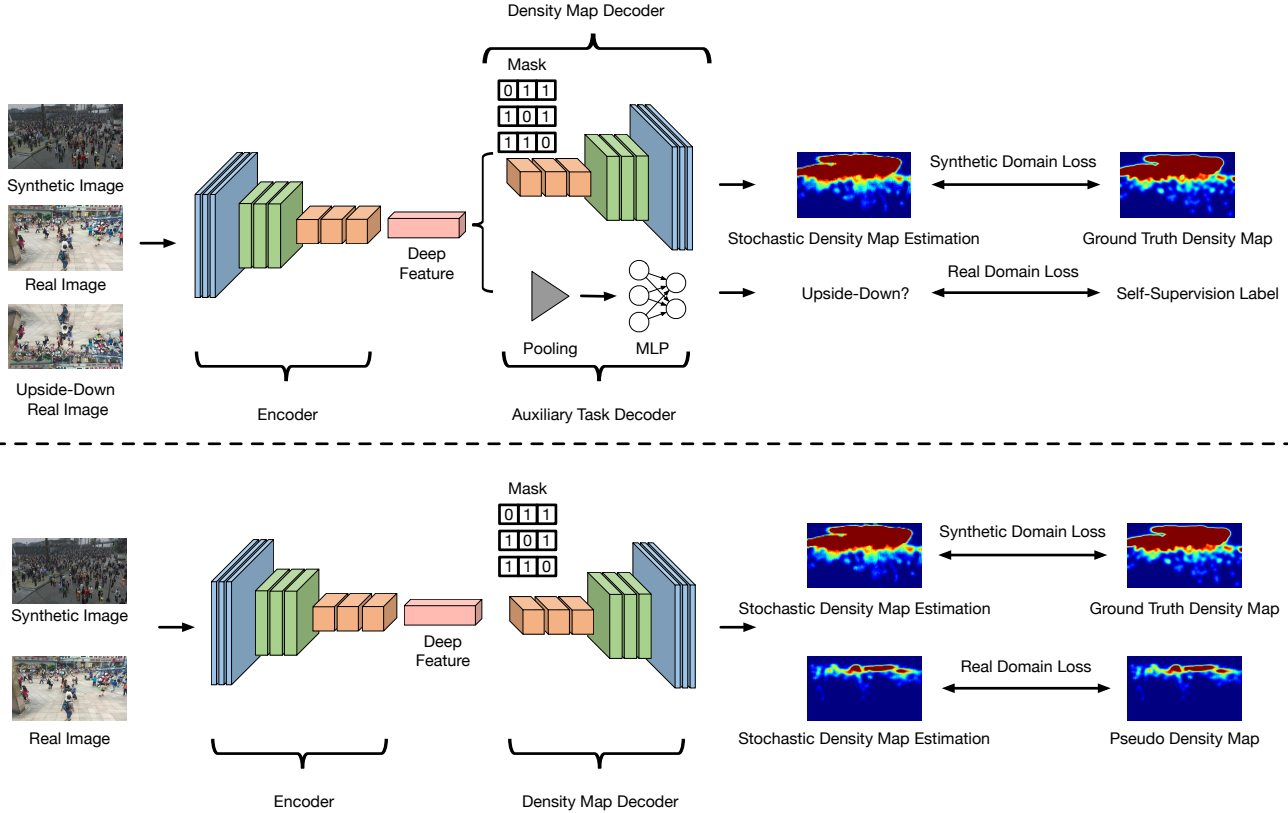 Density Map Decoder
Mask
0 1 1
1 0 1
1 1 0
Synthetic Image
Real Image
Upside-Down
Real Image
Deep
Feature
Pooling
MLP
Encoder
Auxiliary Task Decoder
Stochastic Density Map Estimation
Synthetic Domain Loss
Ground Truth Density Map
Upside-Down?
Real Domain Loss
Self-Supervision Label
Mask
0 1 1
1 0 1
1 1 0
Synthetic Image
Real Image
Deep
Feature
Encoder
Density Map Decoder
Stochastic Density Map Estimation
Synthetic Domain Loss
Ground Truth Density Map
Stochastic Density Map Estimation
Real Domain Loss
Pseudo Density Map